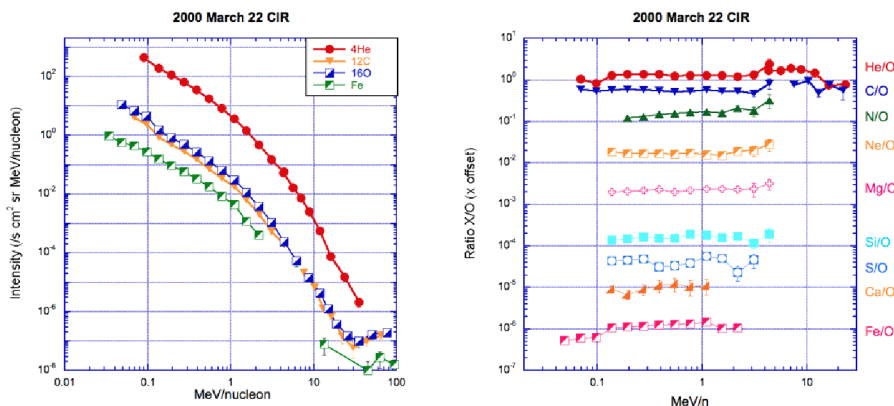 2000 March 22 CIR
Intensity (/s cm² sr MeV/nucleon)
10²
10⁰
10⁻²
10⁻⁴
10⁻⁶
10⁻⁸
4He
12C
16O
Fe
0.01 0.1 1 10 100
MeV/nucleon
2000 March 22 CIR
Ratio X/O (x offset)
10¹
10⁰
10⁻¹
10⁻²
10⁻³
10⁻⁴
10⁻⁵
10⁻⁶
10⁻⁷
He/O
C/O
N/O
Ne/O
Mg/O
Si/O
S/O
Ca/O
Fe/O
0.1 1 10
MeV/n